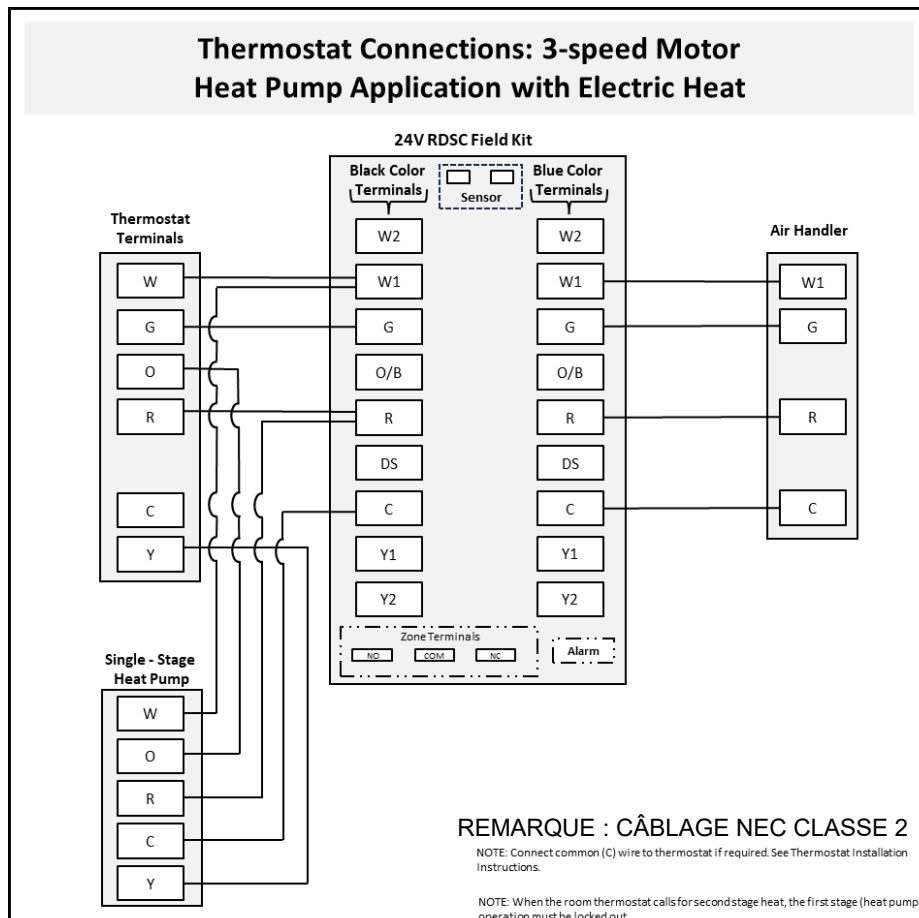 Thermostat Connections: 3-speed Motor
Heat Pump Application with Electric Heat
24V RDSC Field Kit
Black Color
Terminals
Sensor
Blue Color
Terminals
Thermostat
Terminals
W
G
O
R
C
Y
W2
W1
G
O/B
R
DS
C
Y1
Y2
W2
W1
G
O/B
R
DS
C
Y1
Y2
Zone Terminals
NO
COM
NC
Alarm
Air Handler
W1
G
R
C
Single - Stage
Heat Pump
W
O
R
C
Y
REMARQUE : CÂBLAGE NEC CLASSE 2
NOTE: Connect common (C) wire to thermostat if required. See Thermostat Installation
Instructions.
NOTE: When the room thermostat calls for second stage heat, the first stage (heat pump
operation must be locked out